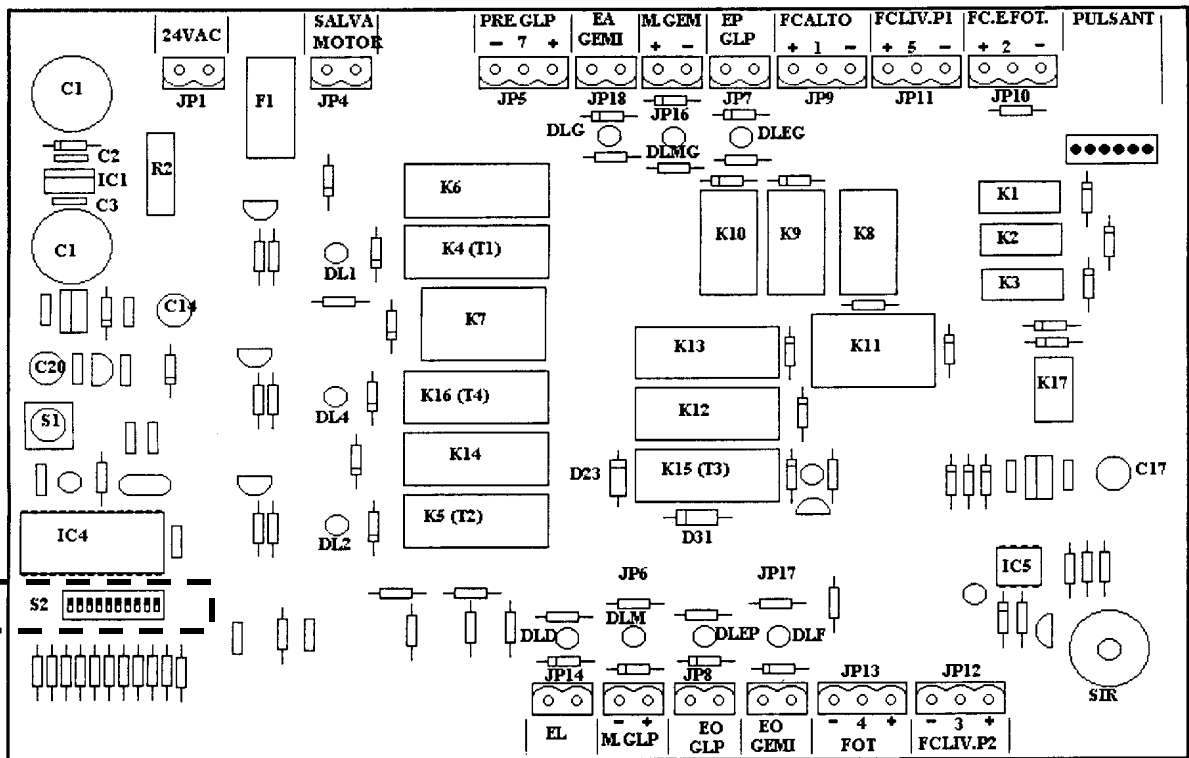 24VAC
SALVA MOTOR
PRE.GLP
- 7 +
EA GEMI
M. GEM
+ -
EP GLP
FCALTO
+ 1 -
FCLIV.P1
+ 5 -
FC.E.FOT.
+ 2 -
PULSANT
JP1
JP4
JP5
JP18
JP16
JP7
JP9
JP11
JP10
C1
F1
DLG
DLMG
DLEG
C2
R2
IC1
C3
K6
K1
K10
K9
K8
K2
C1
K4 (T1)
DL1
K3
C14
K7
K13
K11
C20
K17
K16 (T4)
K12
DL4
S1
K14
D23
K15 (T3)
C17
K5 (T2)
IC4
DL2
D31
JP6
JP17
IC5
S2
DLM
DLD
DLEP
DLF
JP14
JP8
JP13
JP12
SIR
EL
- +
M. GLP
EO GLP
EO GEMI
- 4 +
FOT
- 3 +
FCLIV.P2